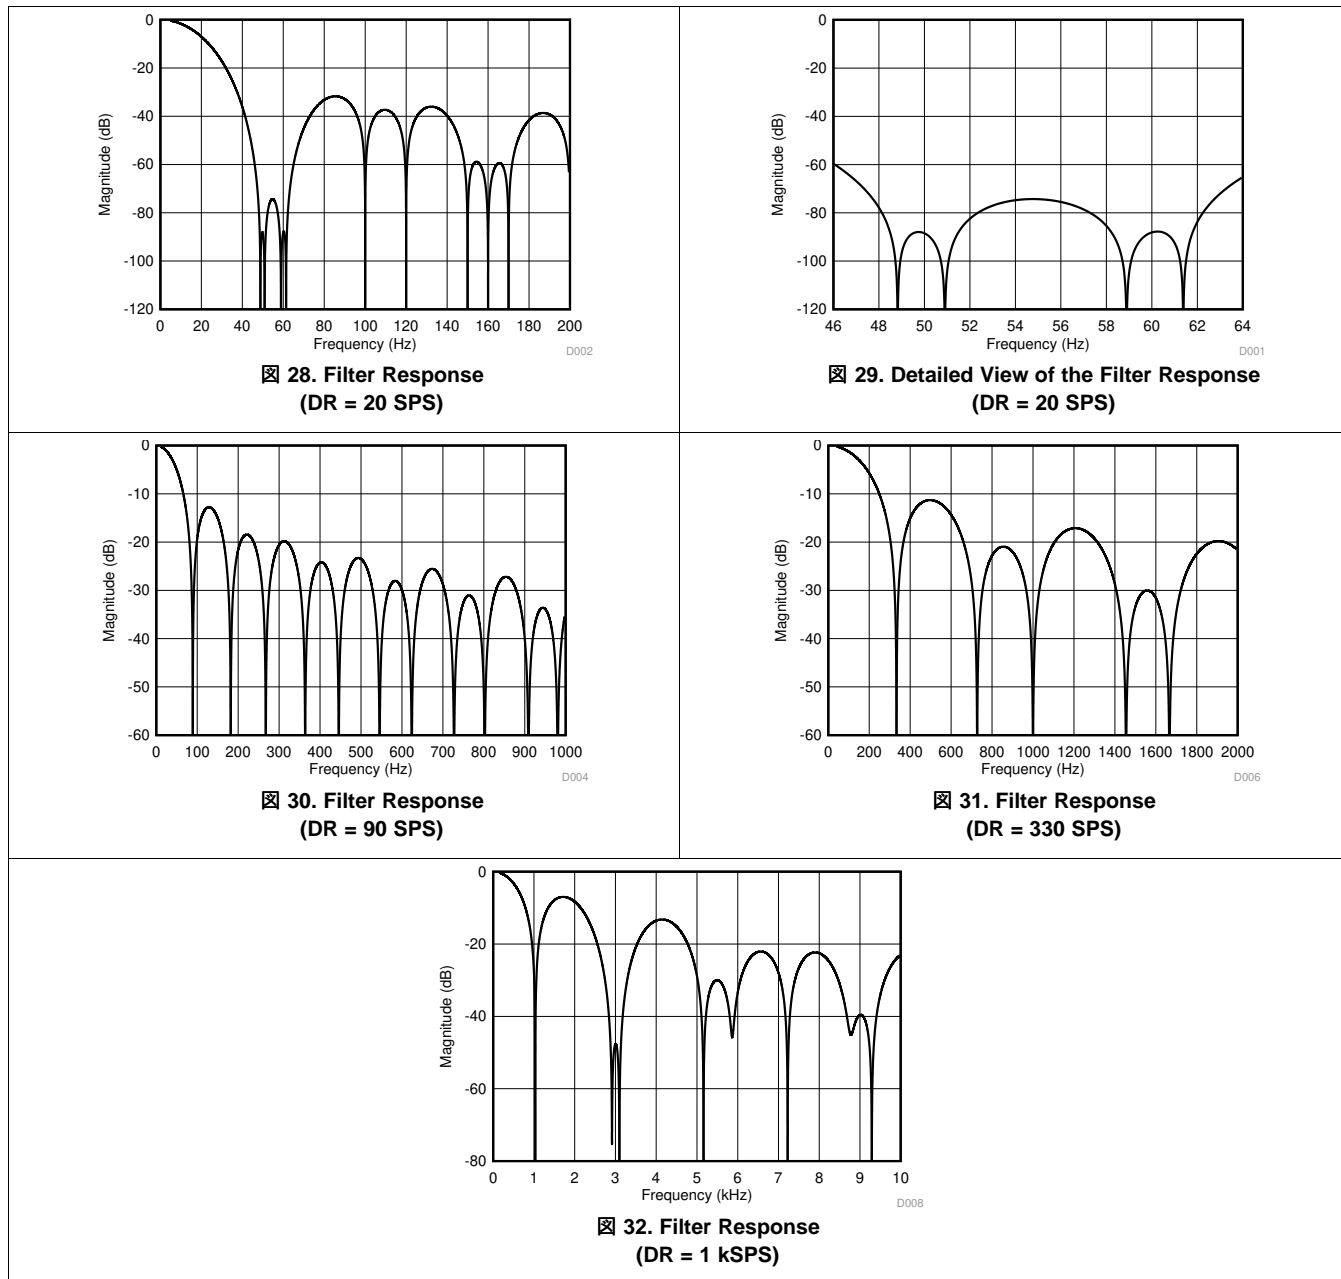 0
-20
-40
-60
-80
-100
-120
Magnitude (dB)
0 20 40 60 80 100 120 140 160 180 200
Frequency (Hz)
D002
図 28. Filter Response
(DR = 20 SPS)
0
-20
-40
-60
-80
-100
-120
Magnitude (dB)
46 48 50 52 54 56 58 60 62 64
Frequency (Hz)
D001
図 29. Detailed View of the Filter Response
(DR = 20 SPS)
0
-10
-20
-30
-40
-50
-60
Magnitude (dB)
0 100 200 300 400 500 600 700 800 900 1000
Frequency (Hz)
D004
図 30. Filter Response
(DR = 90 SPS)
0
-10
-20
-30
-40
-50
-60
Magnitude (dB)
0 200 400 600 800 1000 1200 1400 1600 1800 2000
Frequency (Hz)
D006
図 31. Filter Response
(DR = 330 SPS)
0
-20
-40
-60
-80
Magnitude (dB)
0 1 2 3 4 5 6 7 8 9 10
Frequency (kHz)
D008
図 32. Filter Response
(DR = 1 kSPS)